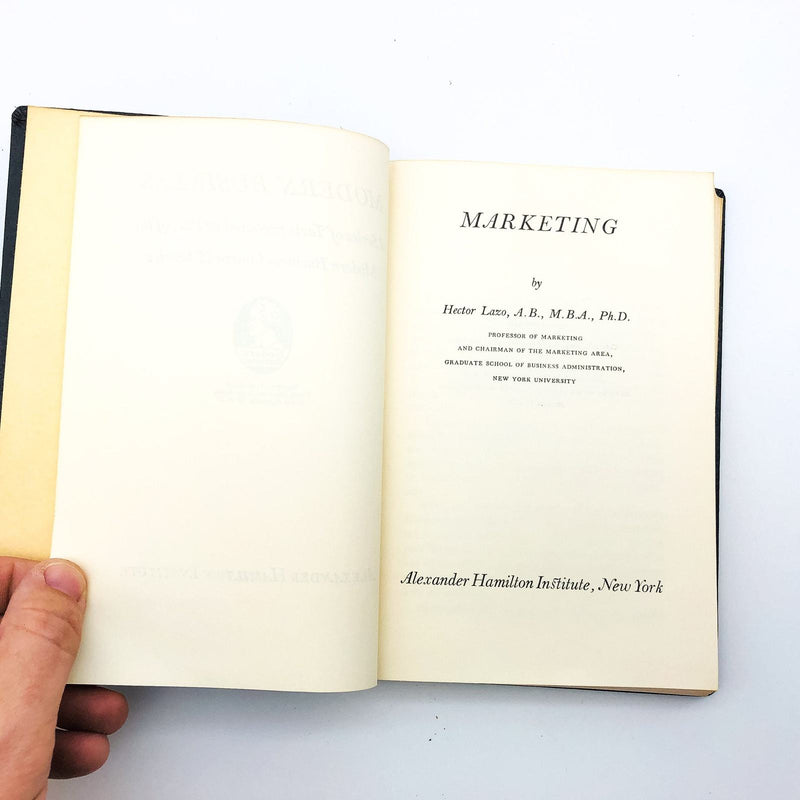 MARKETING
by
Hector Lazo, A.B., M.B.A., Ph.D.
PROFESSOR OF MARKETING
AND CHAIRMAN OF THE MARKETING AREA,
GRADUATE SCHOOL OF BUSINESS ADMINISTRATION,
NEW YORK UNIVERSITY
Alexander Hamilton Institute, New York